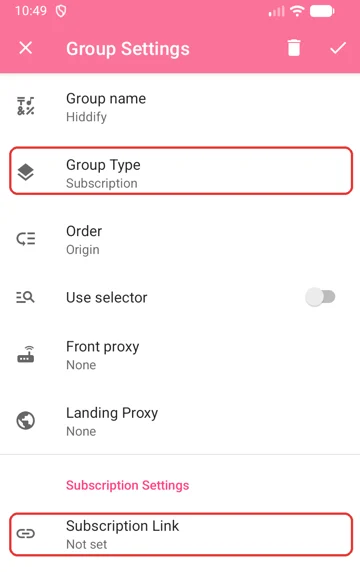 10:49
Group Settings
Group name
Hiddify
Group Type
Subscription
Order
Origin
Use selector
Front proxy
None
Landing Proxy
None
Subscription Settings
Subscription Link
Not set